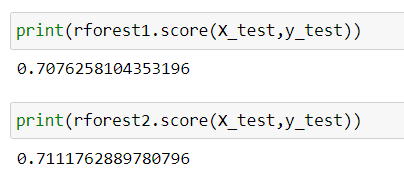 print(rforest1.score(X_test,y_test))
0.7076258104353196
print(rforest2.score(X_test,y_test))
0.7111762889780796